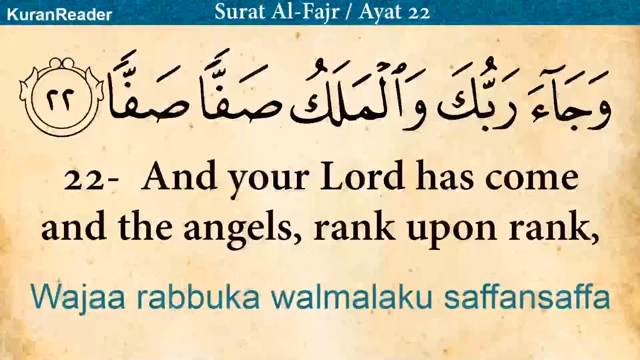 KuranReader
Surat Al-Fajr / Ayat 22
وَجَآءَ رَبُّكَ وَٱلْمَلَكُ صَفًّا صَفًّا ٢٢
22- And your Lord has come
and the angels, rank upon rank,
Wajaa rabbuka walmalaku saffansaffa